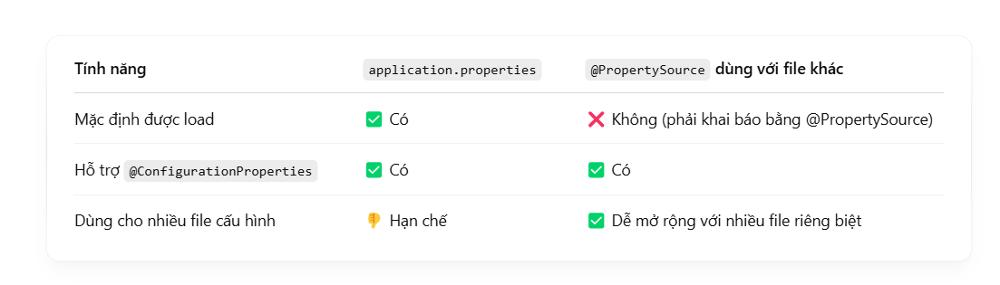 Tính năng application.properties @PropertySource dùng với file khác
Mặc định được load ✅ Có ❌ Không (phải khai báo bằng @PropertySource)
Hỗ trợ @ConfigurationProperties ✅ Có ✅ Có
Dùng cho nhiều file cấu hình 👎 Hạn chế ✅ Dễ mở rộng với nhiều file riêng biệt